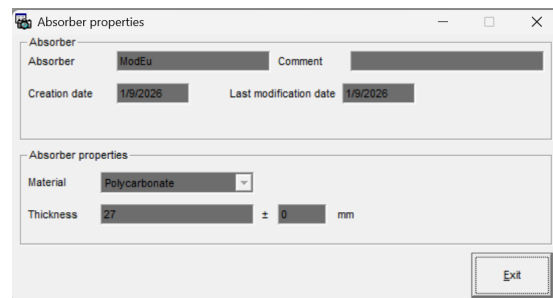 Absorber properties
Absorber
Absorber ModEu Comment
Creation date 1/9/2026 Last modification date 1/9/2026
Absorber properties
Material Polycarbonate
Thickness 27 ± 0 mm
Exit